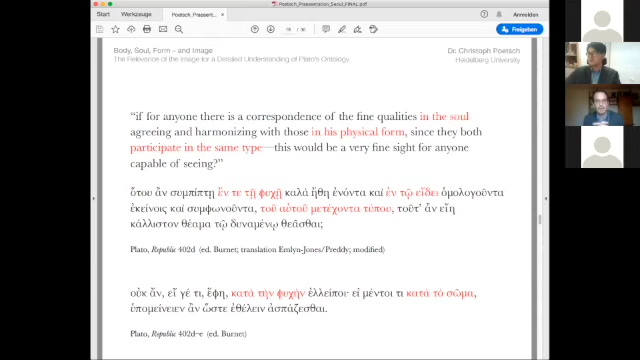 Poetsch_Praesentation_Seoul_FINAL.pdf
Start Werkzeuge Poetsch_Praesentation... × Anmelden
Freigeben
Body, Soul, Form – and Image Dr. Christoph Poetsch
The Relevance of the Image for a Detailed Understanding of Plato's Ontology Heidelberg University
“if for anyone there is a correspondence of the fine qualities in the soul
agreeing and harmonizing with those in his physical form, since they both
participate in the same type—this would be a very fine sight for anyone
capable of seeing?”
ὅτου ἂν συμπίπτῃ ἔν τε τῇ ψυχῇ καλὰ ἤθη ἐνόντα καὶ ἐν τῷ εἴδει ὁμολογοῦντα
ἐκείνοις καὶ συμφωνοῦντα, τοῦ αὐτοῦ μετέχοντα τύπου, τοῦτ’ ἂν εἴη
κάλλιστον θέαμα τῷ δυναμένῳ θεᾶσθαι;
Plato, Republic 402d (ed. Burnet; translation Emlyn-Jones/Preddy; modified)
οὐκ ἄν, εἴ γέ τι, ἔφη, κατὰ τὴν ψυχὴν ἐλλείποι· εἰ μέντοι τι κατὰ τὸ σῶμα,
ὑπομείνειεν ἂν ὥστε ἐθέλειν ἀσπάζεσθαι.
Plato, Republic 402d–e (ed. Burnet)